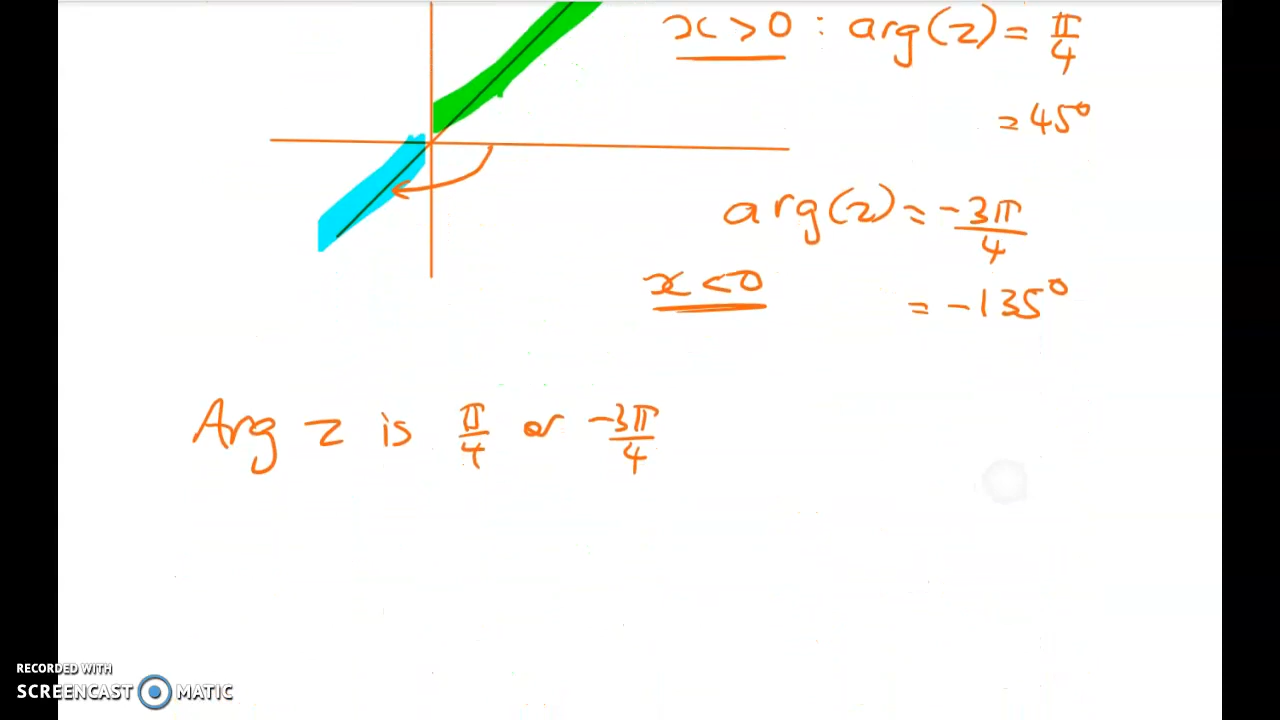 x > 0 : arg(z) = π/4
= 45°
arg(z) = -3π/4
x < 0
= -135°
Arg z is π/4 or -3π/4
RECORDED WITH
SCREENCAST MATIC